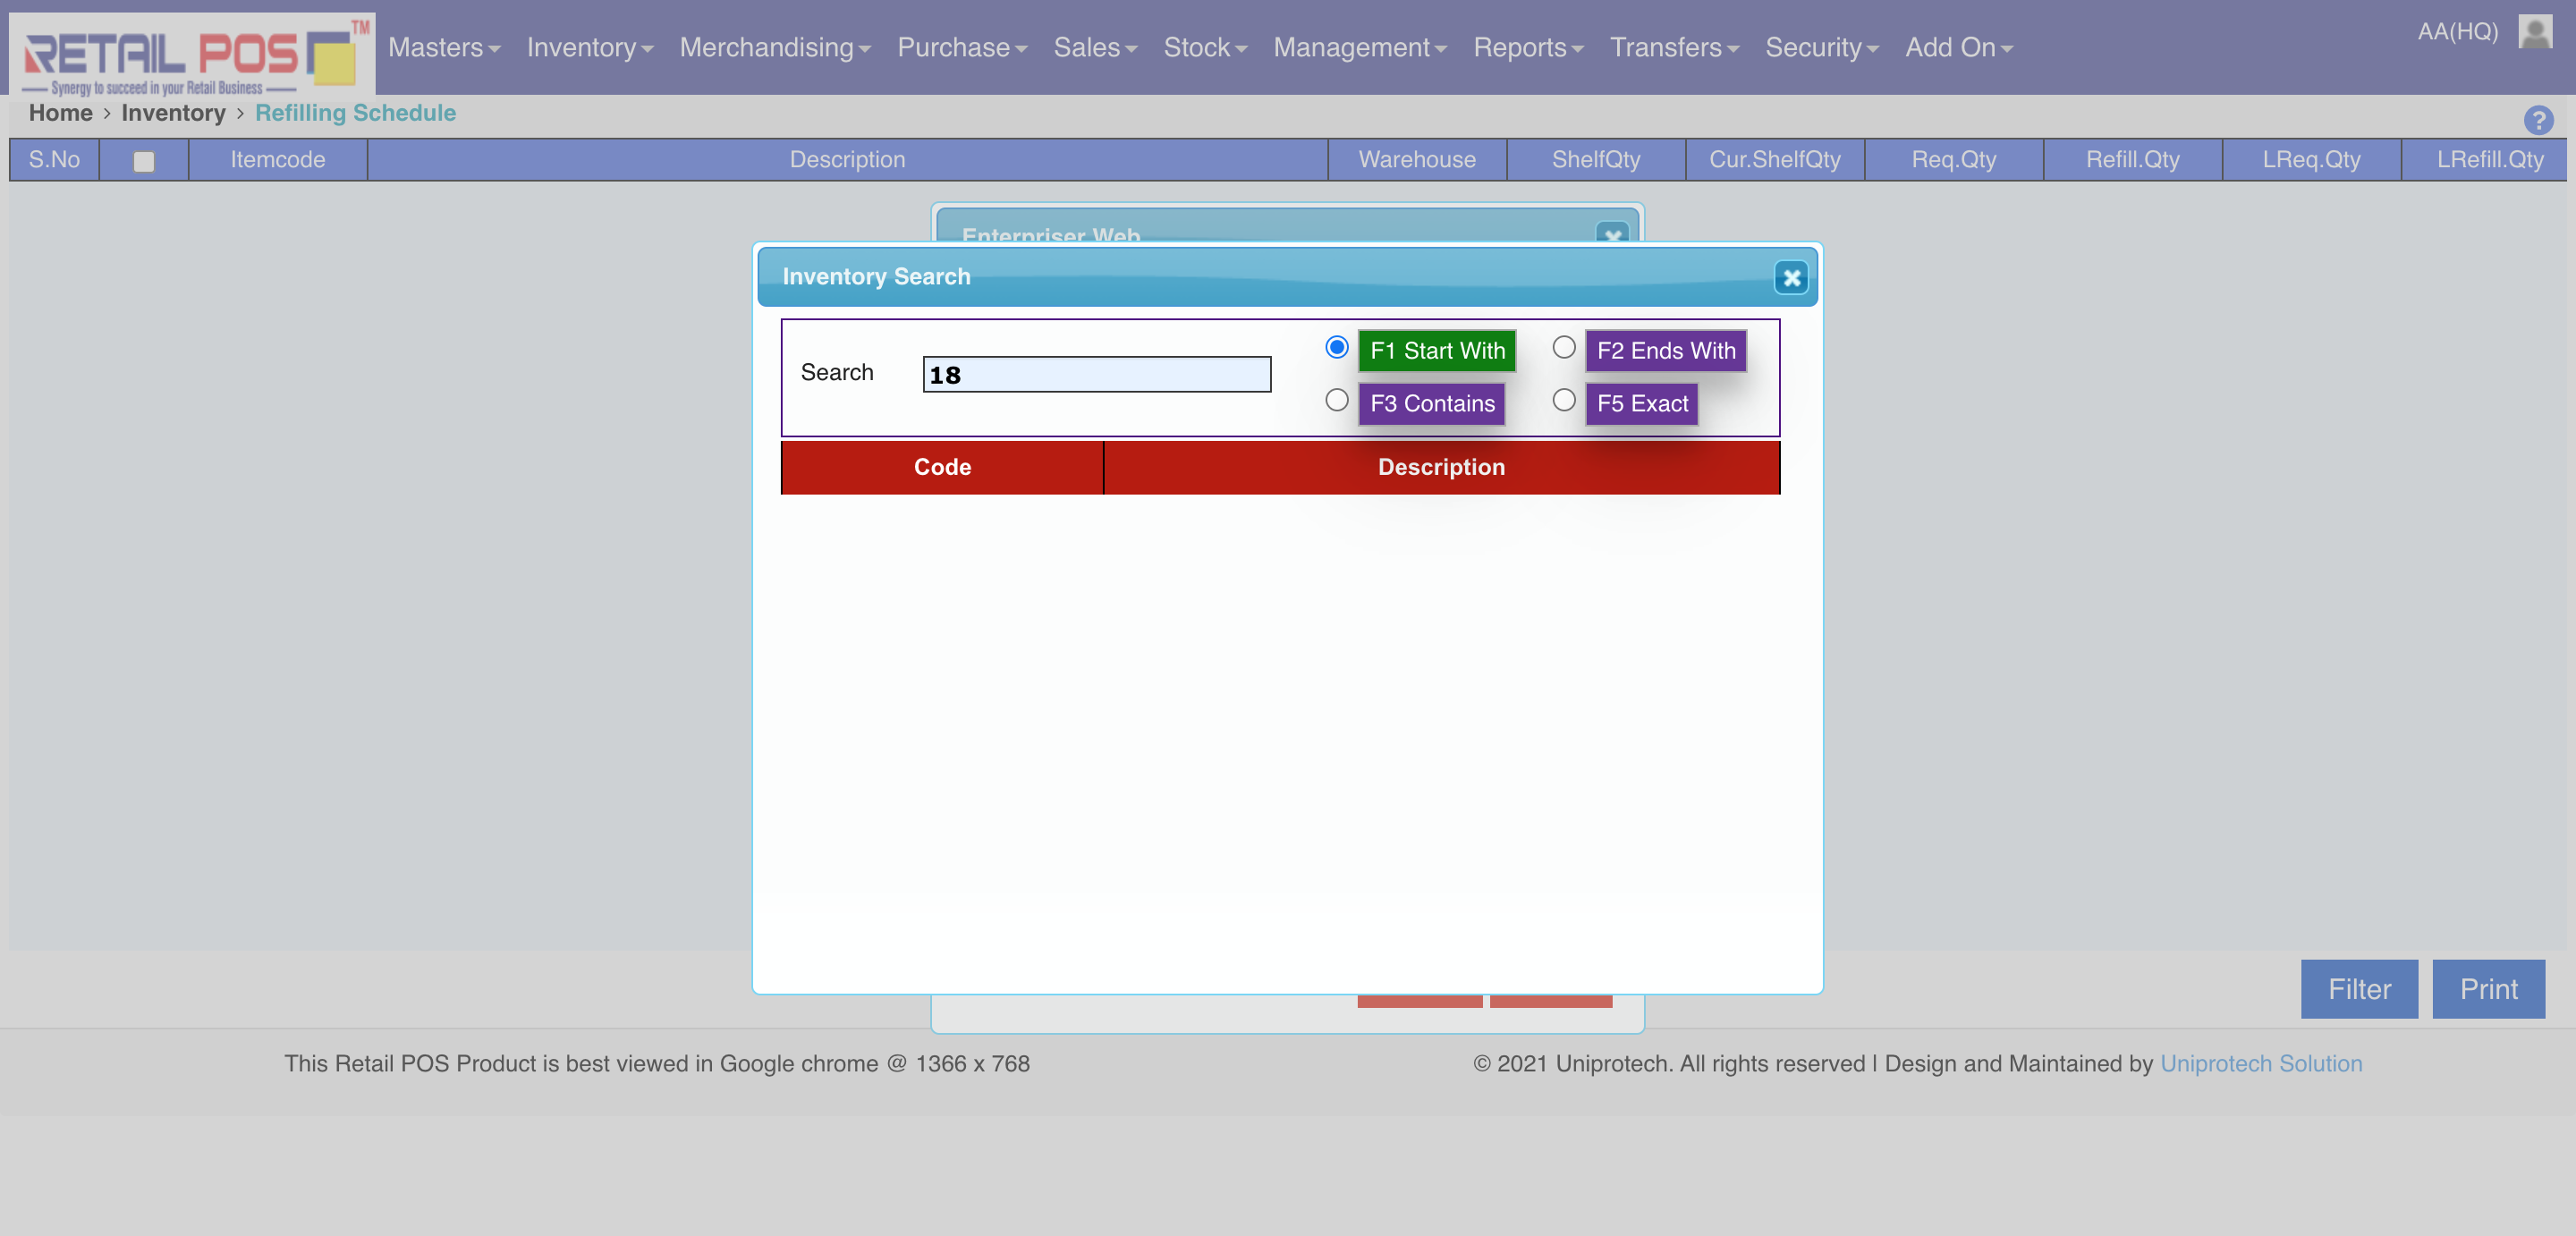 RETAIL POS TM
Synergy to succeed in your Retail Business
Masters Inventory Merchandising Purchase Sales Stock Management Reports Transfers Security Add On
AA(HQ)
Home > Inventory > Refilling Schedule
?
S.No Itemcode Description Warehouse ShelfQty Cur.ShelfQty Req.Qty Refill.Qty LReq.Qty LRefill.Qty
Enterpriser Web
Inventory Search
Search 18
F1 Start With F2 Ends With
F3 Contains F5 Exact
Code Description
Filter Print
This Retail POS Product is best viewed in Google chrome @ 1366 x 768
© 2021 Uniprotech. All rights reserved | Design and Maintained by Uniprotech Solution